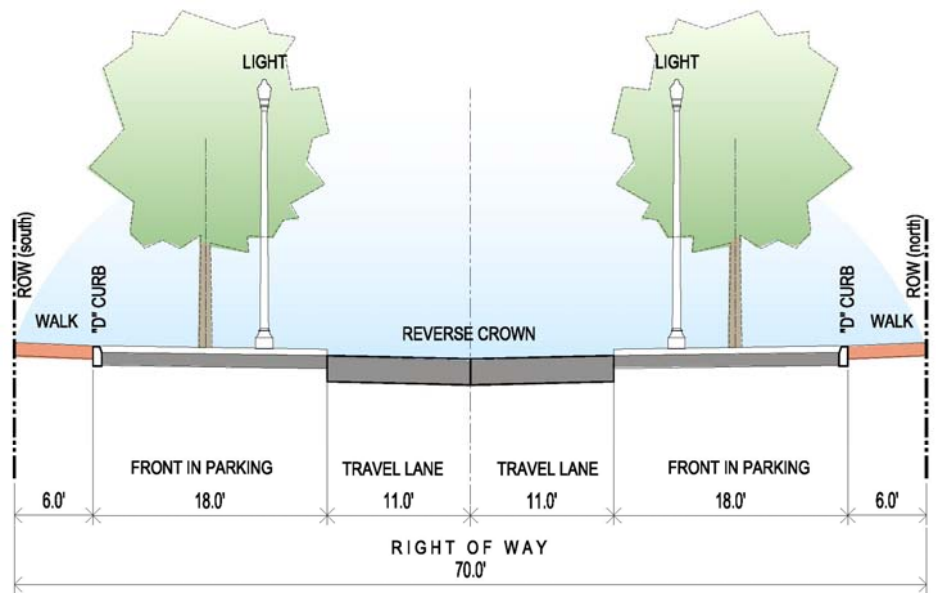 LIGHT
LIGHT
ROW (south)
"D" CURB
"D" CURB
ROW (north)
WALK
REVERSE CROWN
WALK
FRONT IN PARKING
TRAVEL LANE
TRAVEL LANE
FRONT IN PARKING
6.0'
18.0'
11.0'
11.0'
18.0'
6.0'
RIGHT OF WAY
70.0'